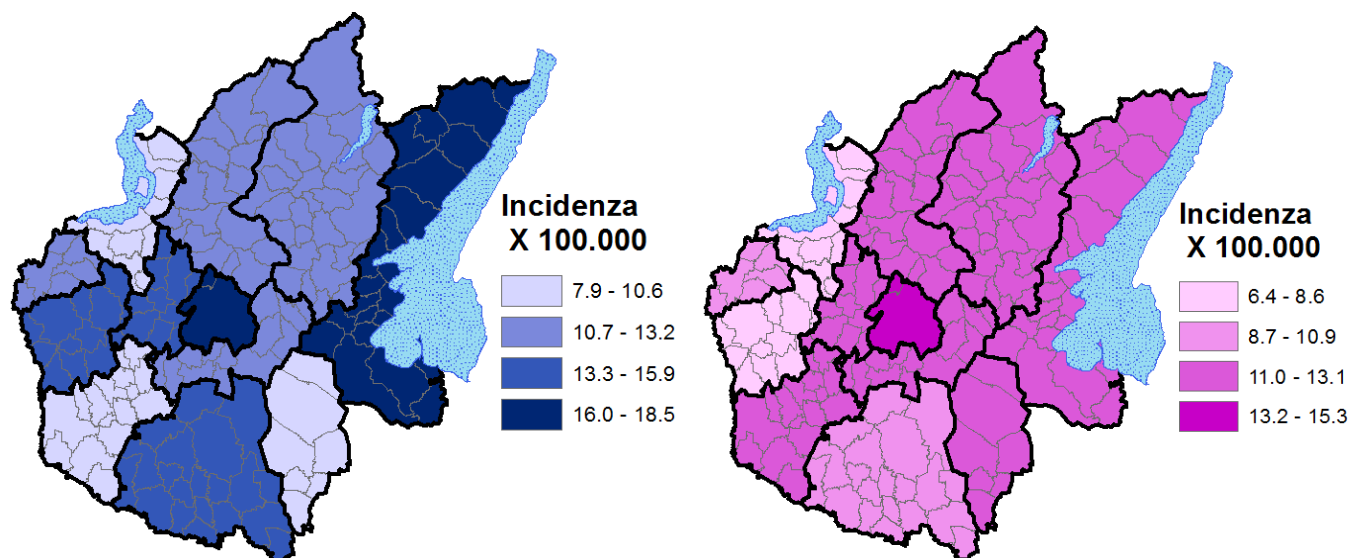 Incidenza
X 100.000
7.9 - 10.6
10.7 - 13.2
13.3 - 15.9
16.0 - 18.5
Incidenza
X 100.000
6.4 - 8.6
8.7 - 10.9
11.0 - 13.1
13.2 - 15.3